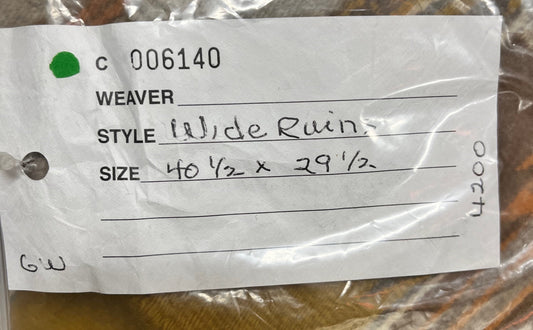 C 006140
WEAVER
STYLE Wide Ruins
SIZE 40 1/2 x 29 1/2
4200
GW